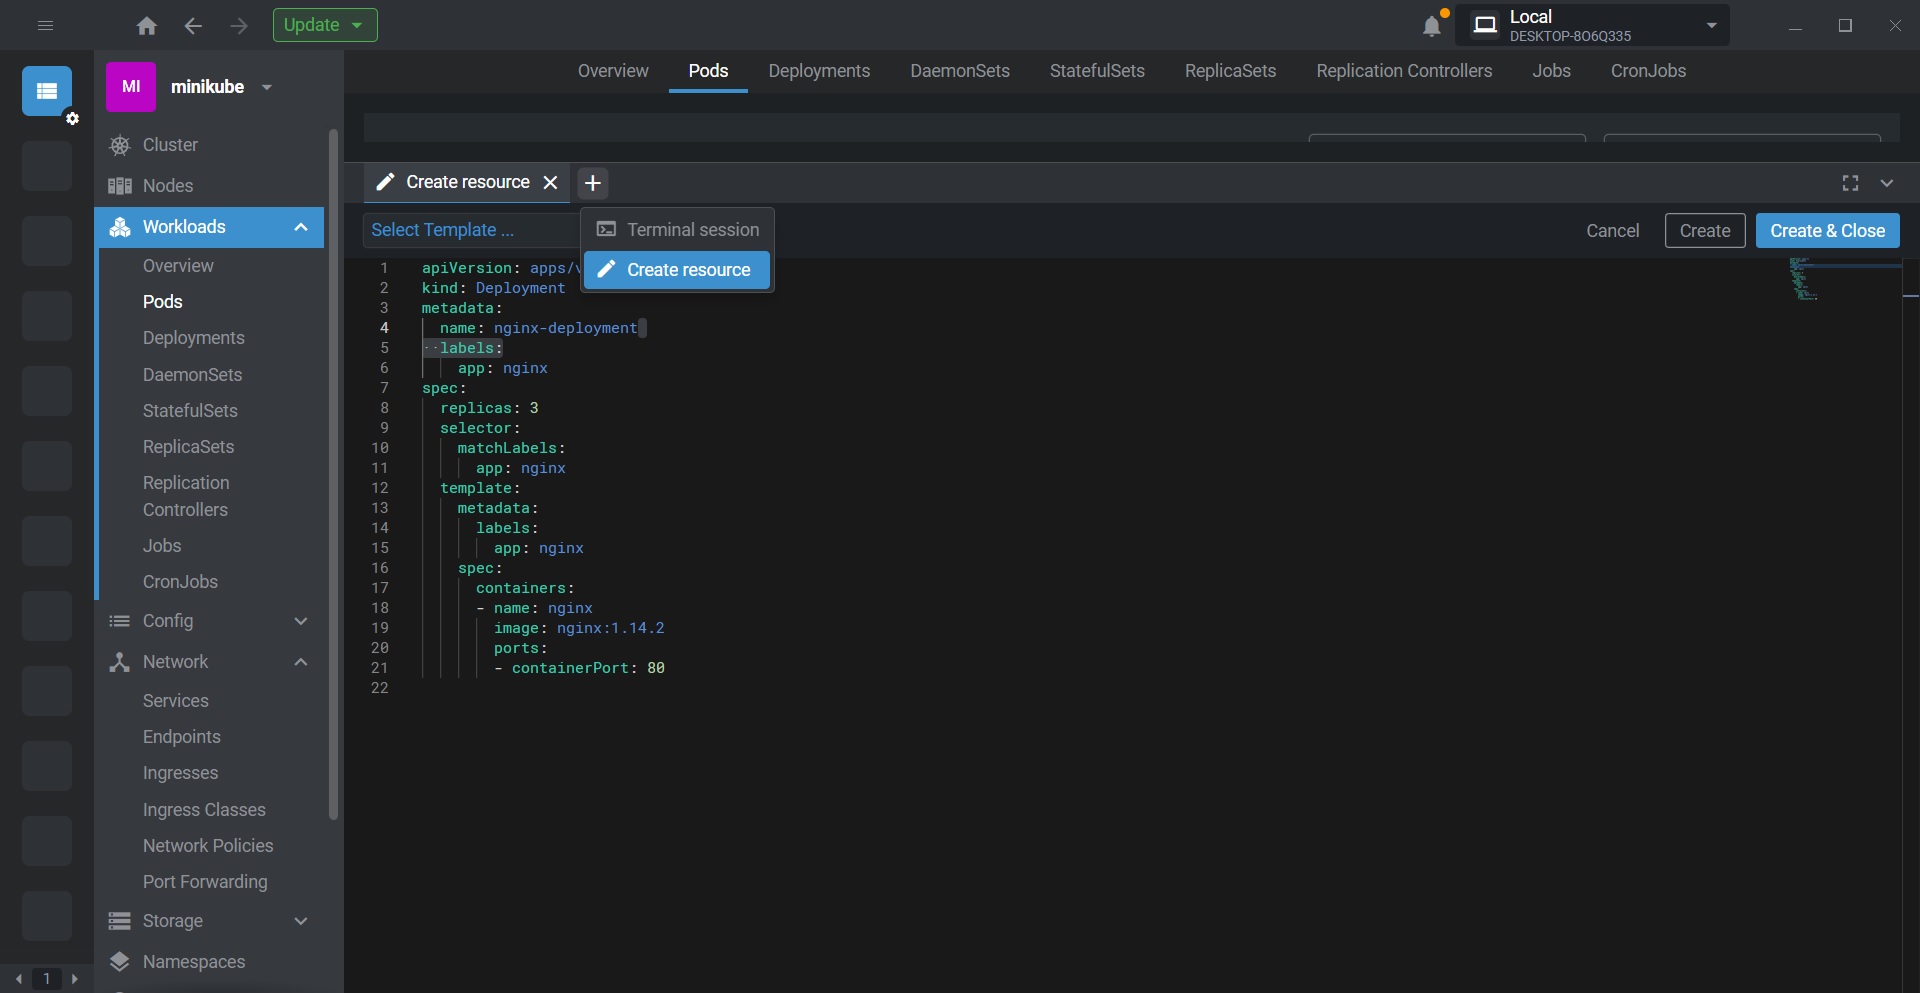 Update
Local
DESKTOP-8O6Q335
MI
minikube
Overview
Pods
Deployments
DaemonSets
StatefulSets
ReplicaSets
Replication Controllers
Jobs
CronJobs
Cluster
Nodes
Workloads
Overview
Pods
Deployments
DaemonSets
StatefulSets
ReplicaSets
Replication
Controllers
Jobs
CronJobs
Config
Network
Services
Endpoints
Ingresses
Ingress Classes
Network Policies
Port Forwarding
Storage
Namespaces
1
Create resource
Select Template ...
Terminal session
Create resource
Cancel
Create
Create & Close
1 apiVersion: apps/
2 kind: Deployment
3 metadata:
4   name: nginx-deployment
5 ··labels:
6     app: nginx
7 spec:
8   replicas: 3
9   selector:
10     matchLabels:
11       app: nginx
12   template:
13     metadata:
14       labels:
15         app: nginx
16     spec:
17       containers:
18       - name: nginx
19         image: nginx:1.14.2
20         ports:
21         - containerPort: 80
22